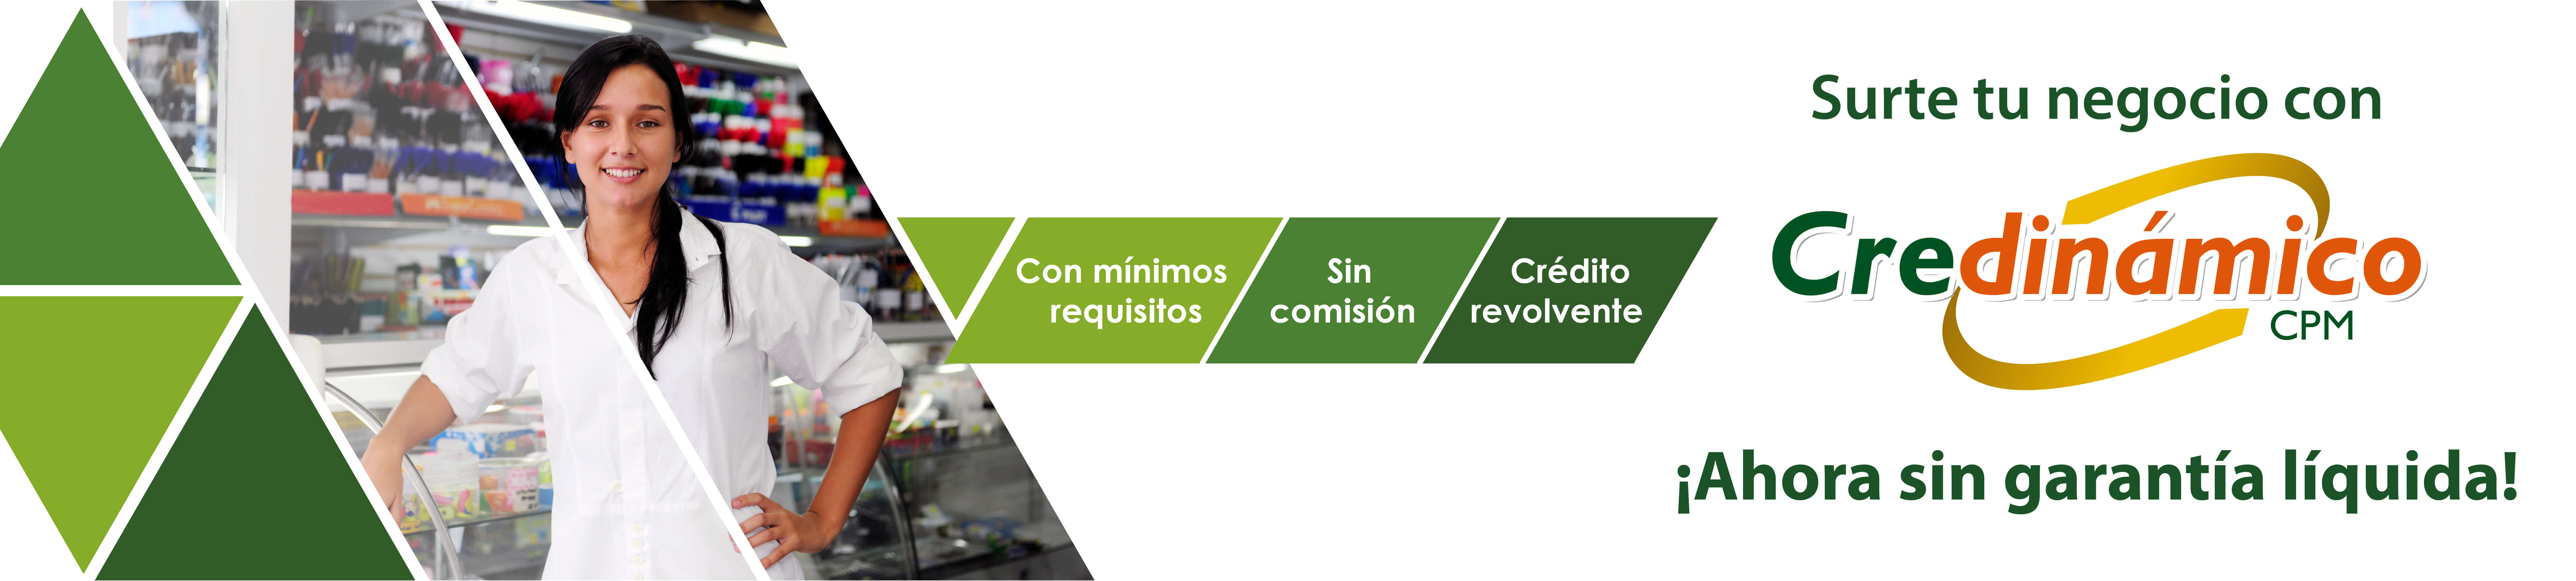 Surte tu negocio con
Credinámico
CPM
Con mínimos
requisitos
Sin
comisión
Crédito
revolvente
¡Ahora sin garantía líquida!